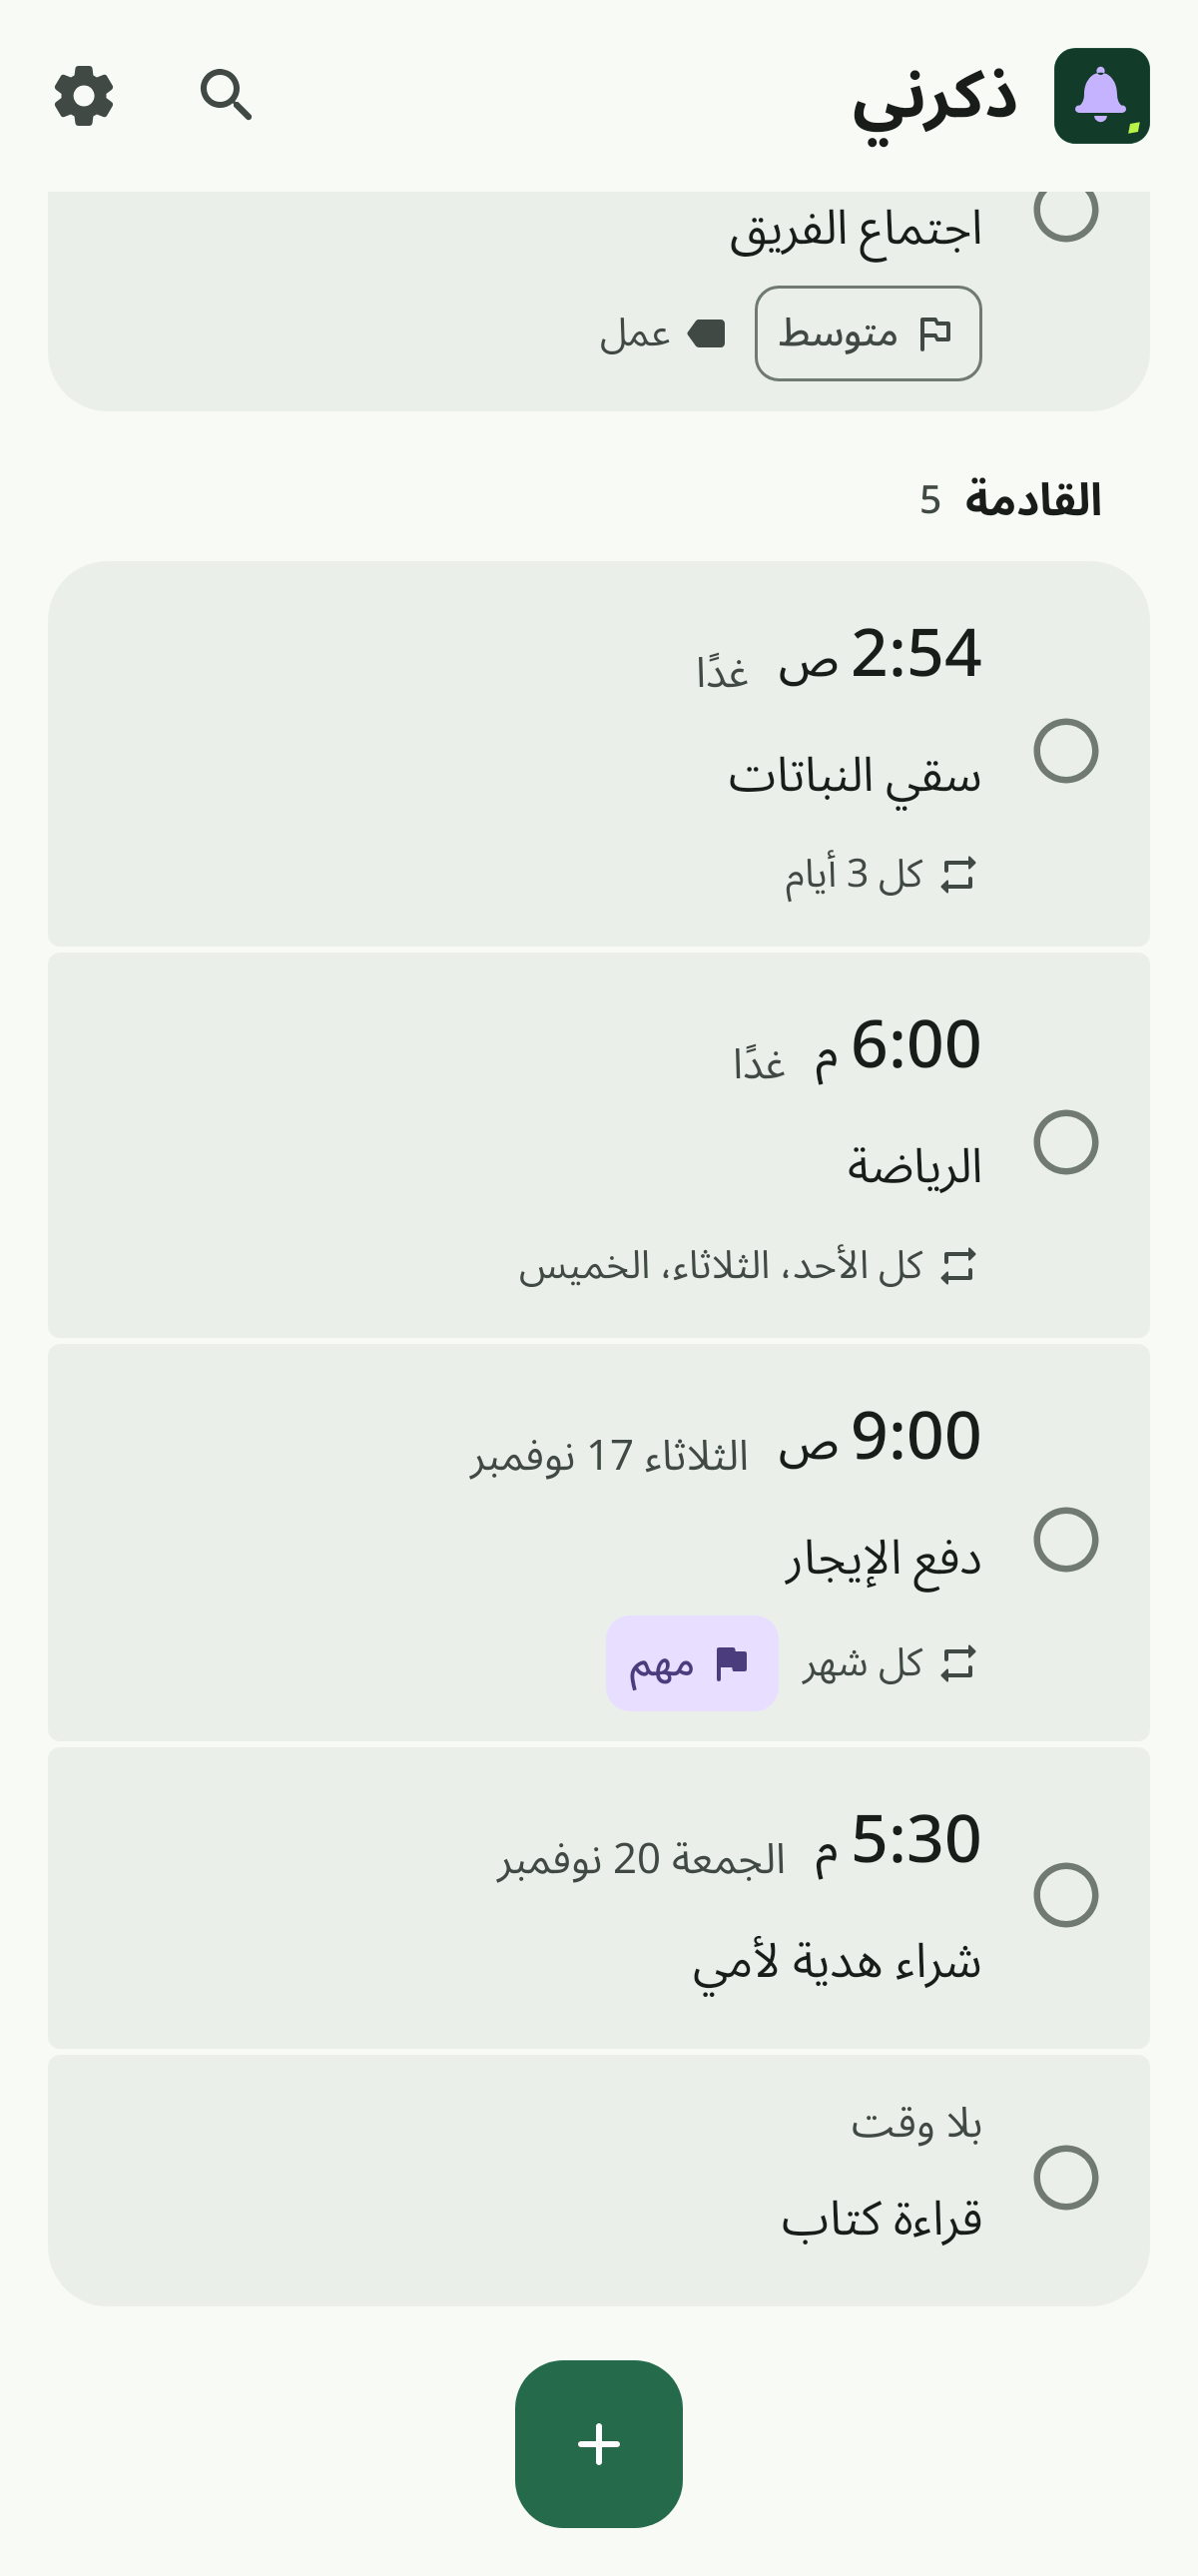 ذكرني
اجتماع الفريق
متوسط عمل
القادمة 5
2:54 ص غدًا
سقي النباتات
كل 3 أيام
6:00 م غدًا
الرياضة
كل الأحد، الثلاثاء، الخميس
9:00 ص الثلاثاء 17 نوفمبر
دفع الإيجار
كل شهر مهم
5:30 م الجمعة 20 نوفمبر
شراء هدية لأمي
بلا وقت
قراءة كتاب